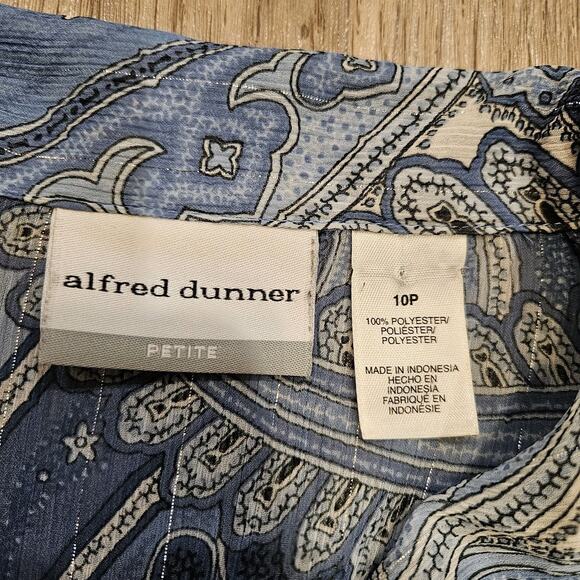 alfred dunner
PETITE
10P
100% POLYESTER/
POLIÉSTER/
POLYESTER
MADE IN INDONESIA
HECHO EN
INDONESIA
FABRIQUÉ EN
INDONÉSIE